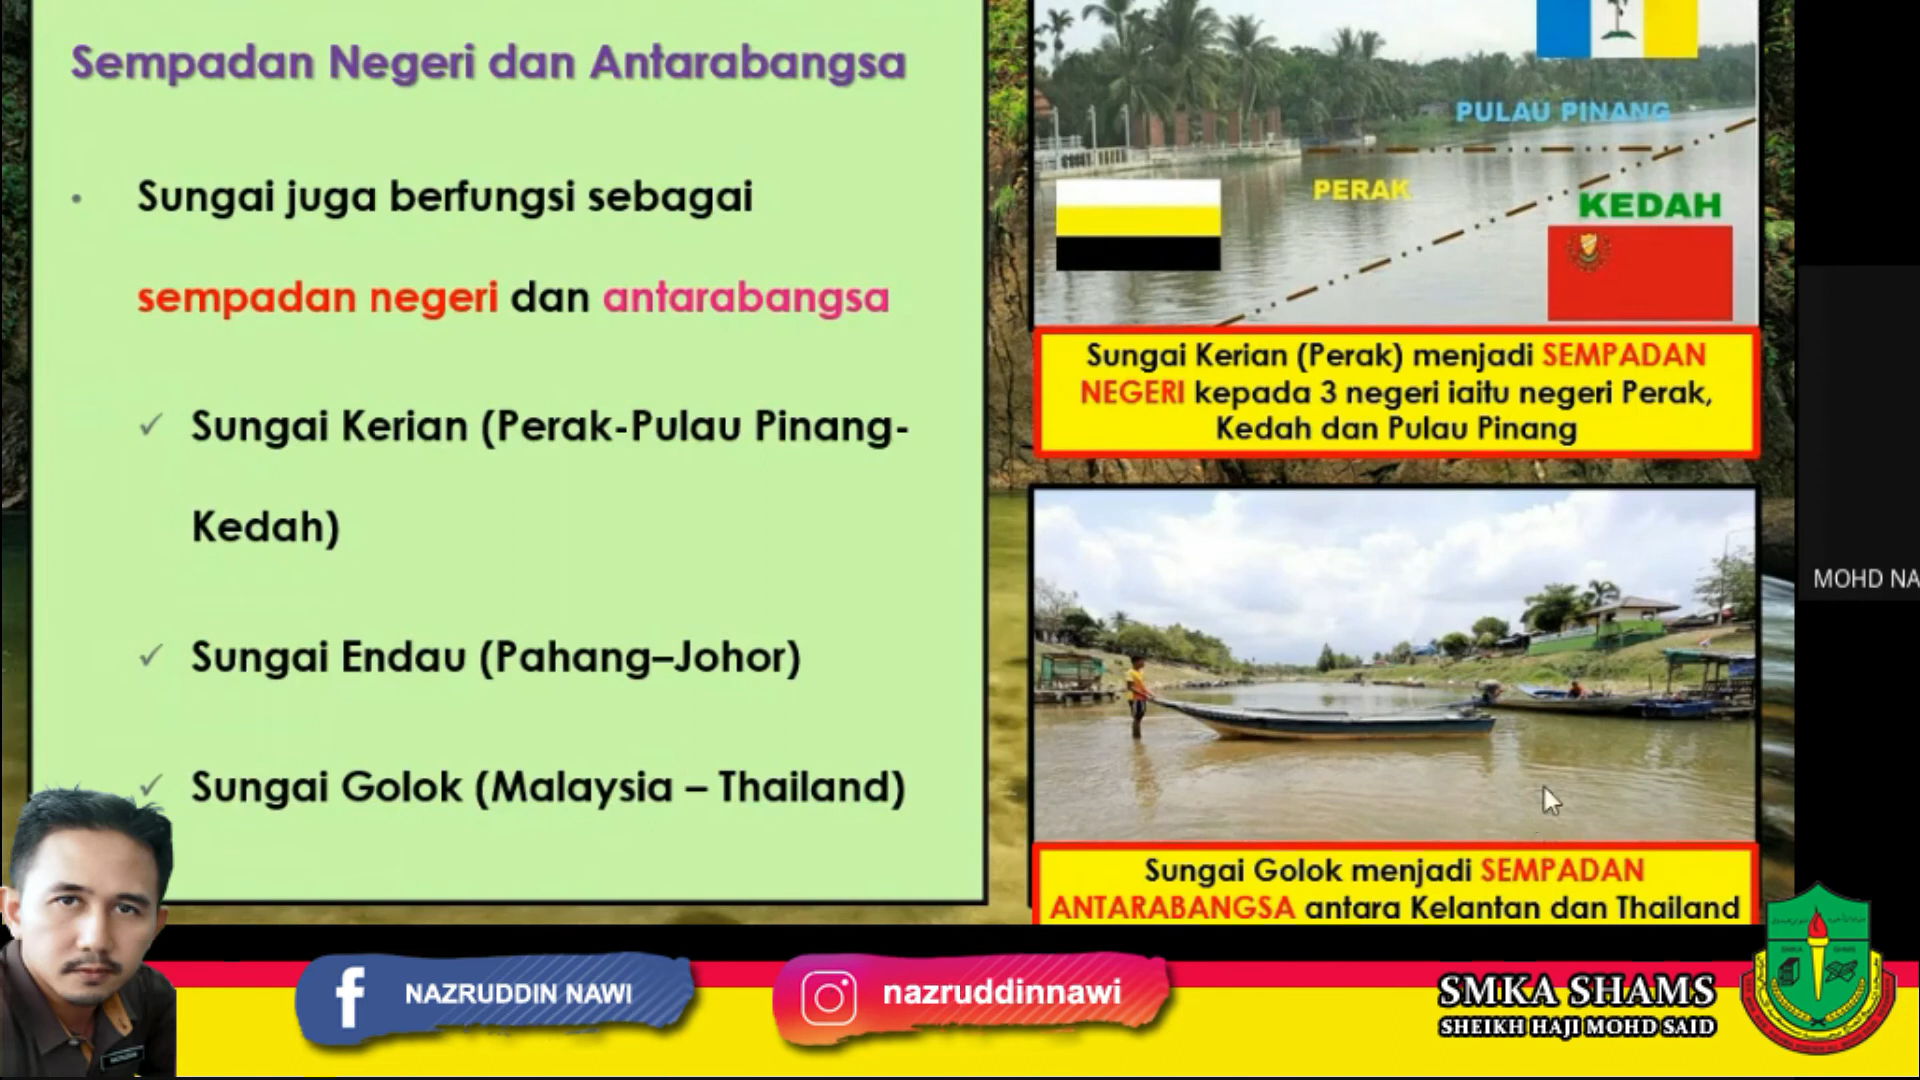 Sempadan Negeri dan Antarabangsa
• Sungai juga berfungsi sebagai
sempadan negeri dan antarabangsa
✓ Sungai Kerian (Perak-Pulau Pinang-
Kedah)
✓ Sungai Endau (Pahang–Johor)
✓ Sungai Golok (Malaysia – Thailand)
PULAU PINANG
PERAK
KEDAH
Sungai Kerian (Perak) menjadi SEMPADAN
NEGERI kepada 3 negeri iaitu negeri Perak,
Kedah dan Pulau Pinang
Sungai Golok menjadi SEMPADAN
ANTARABANGSA antara Kelantan dan Thailand
MOHD NA
NAZRUDDIN NAWI
nazruddinnawi
SMKA SHAMS
SHEIKH HAJI MOHD SAID